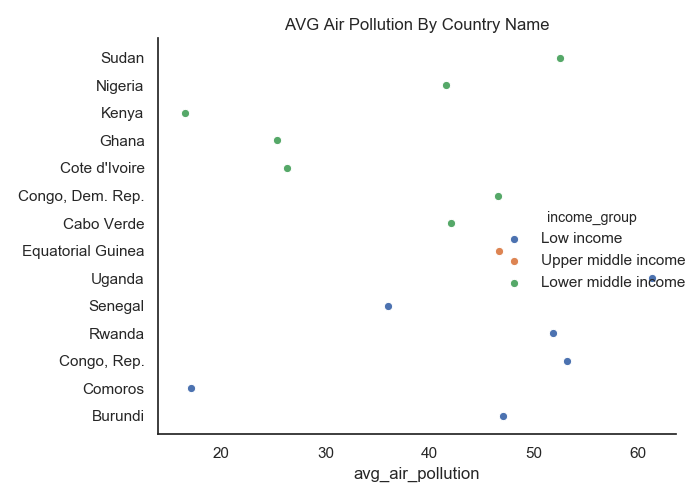 AVG Air Pollution By Country Name
Sudan
Nigeria
Kenya
Ghana
Cote d'Ivoire
Congo, Dem. Rep.
Cabo Verde
Equatorial Guinea
Uganda
Senegal
Rwanda
Congo, Rep.
Comoros
Burundi
income_group
Low income
Upper middle income
Lower middle income
20 30 40 50 60
avg_air_pollution